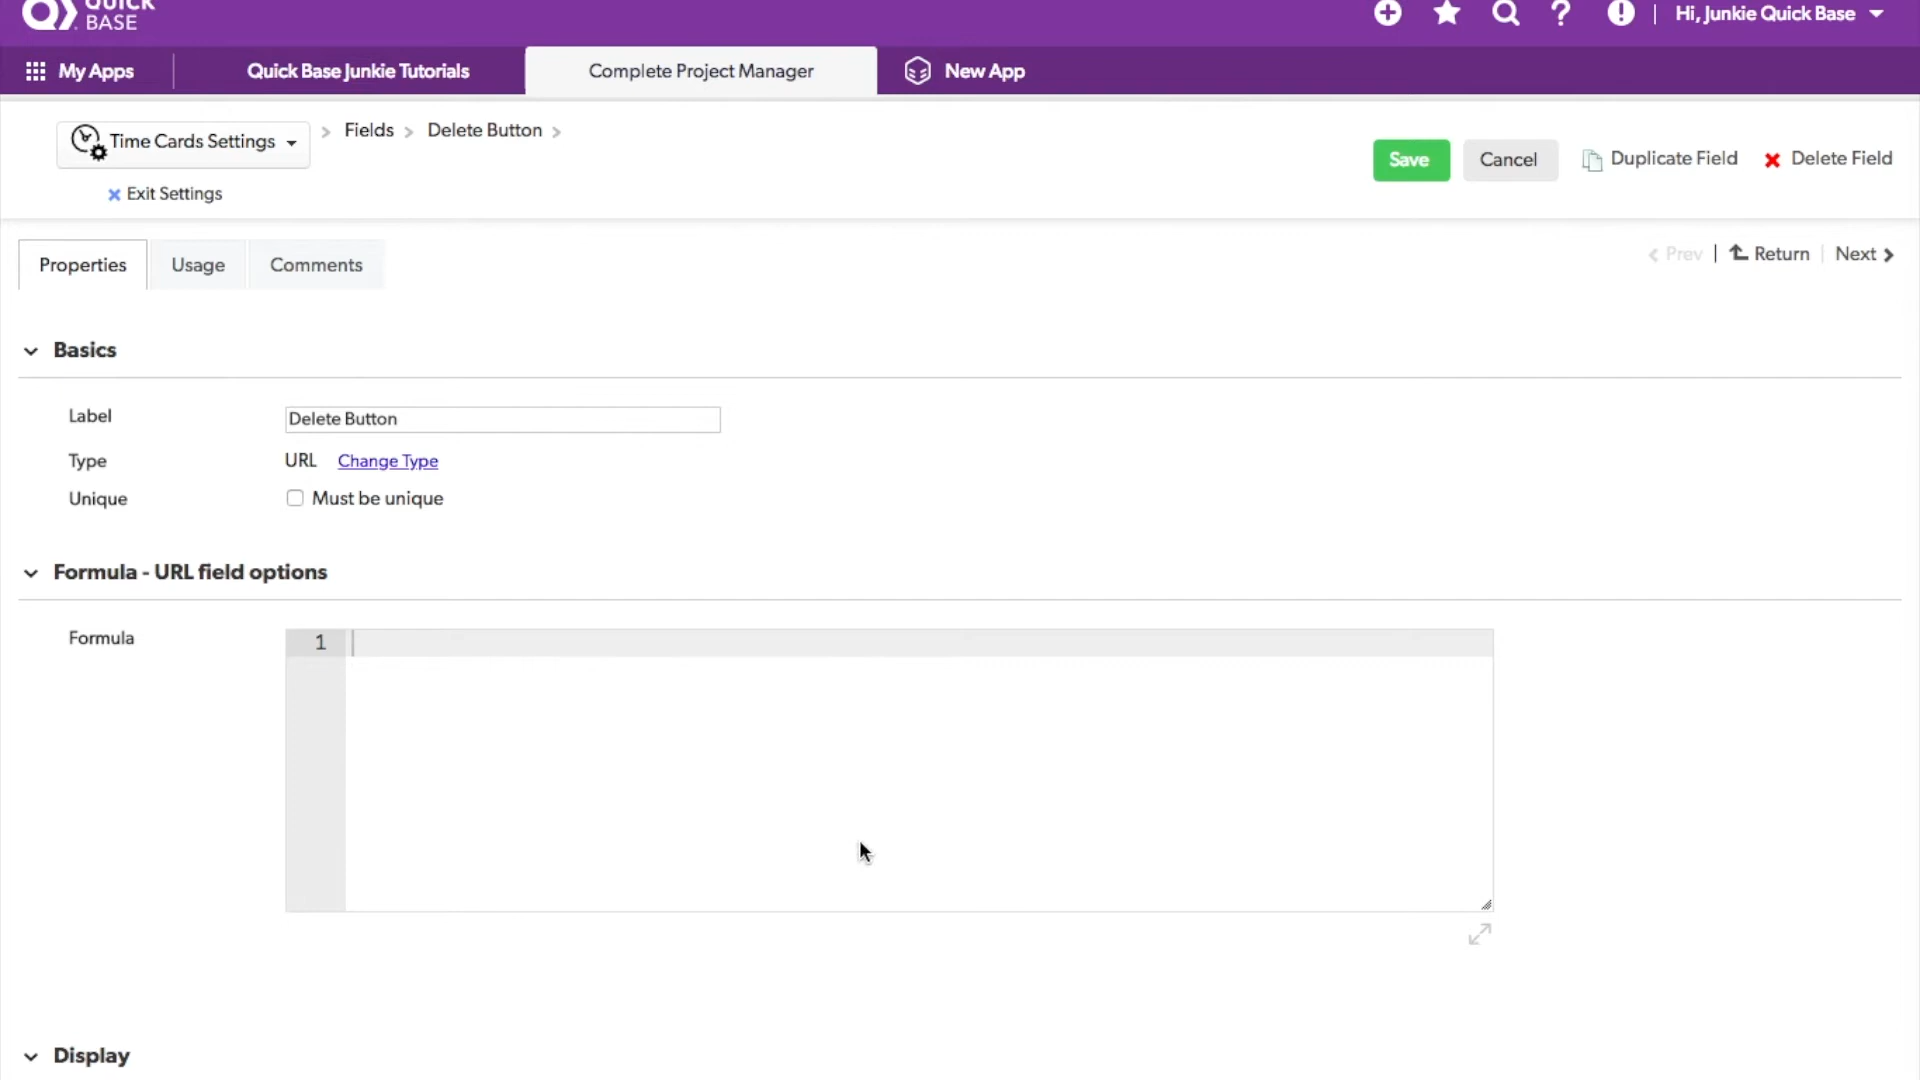 QUICK
BASE
Hi, Junkie Quick Base
My Apps
Quick Base Junkie Tutorials
Complete Project Manager
New App
Time Cards Settings
Fields
Delete Button
Save
Cancel
Duplicate Field
Delete Field
Exit Settings
Properties
Usage
Comments
Prev
Return
Next
Basics
Label
Delete Button
Type
URL Change Type
Unique
Must be unique
Formula - URL field options
Formula
1
Display